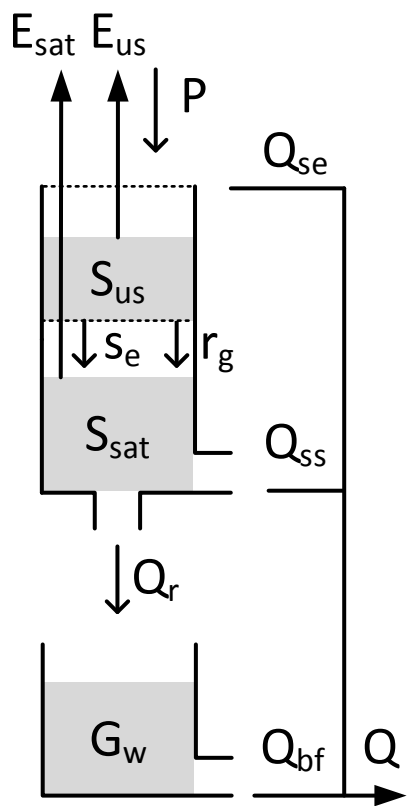 E_sat E_us
P
Q_se
S_us
s_e r_g
S_sat
Q_ss
Q_r
G_w
Q_bf Q